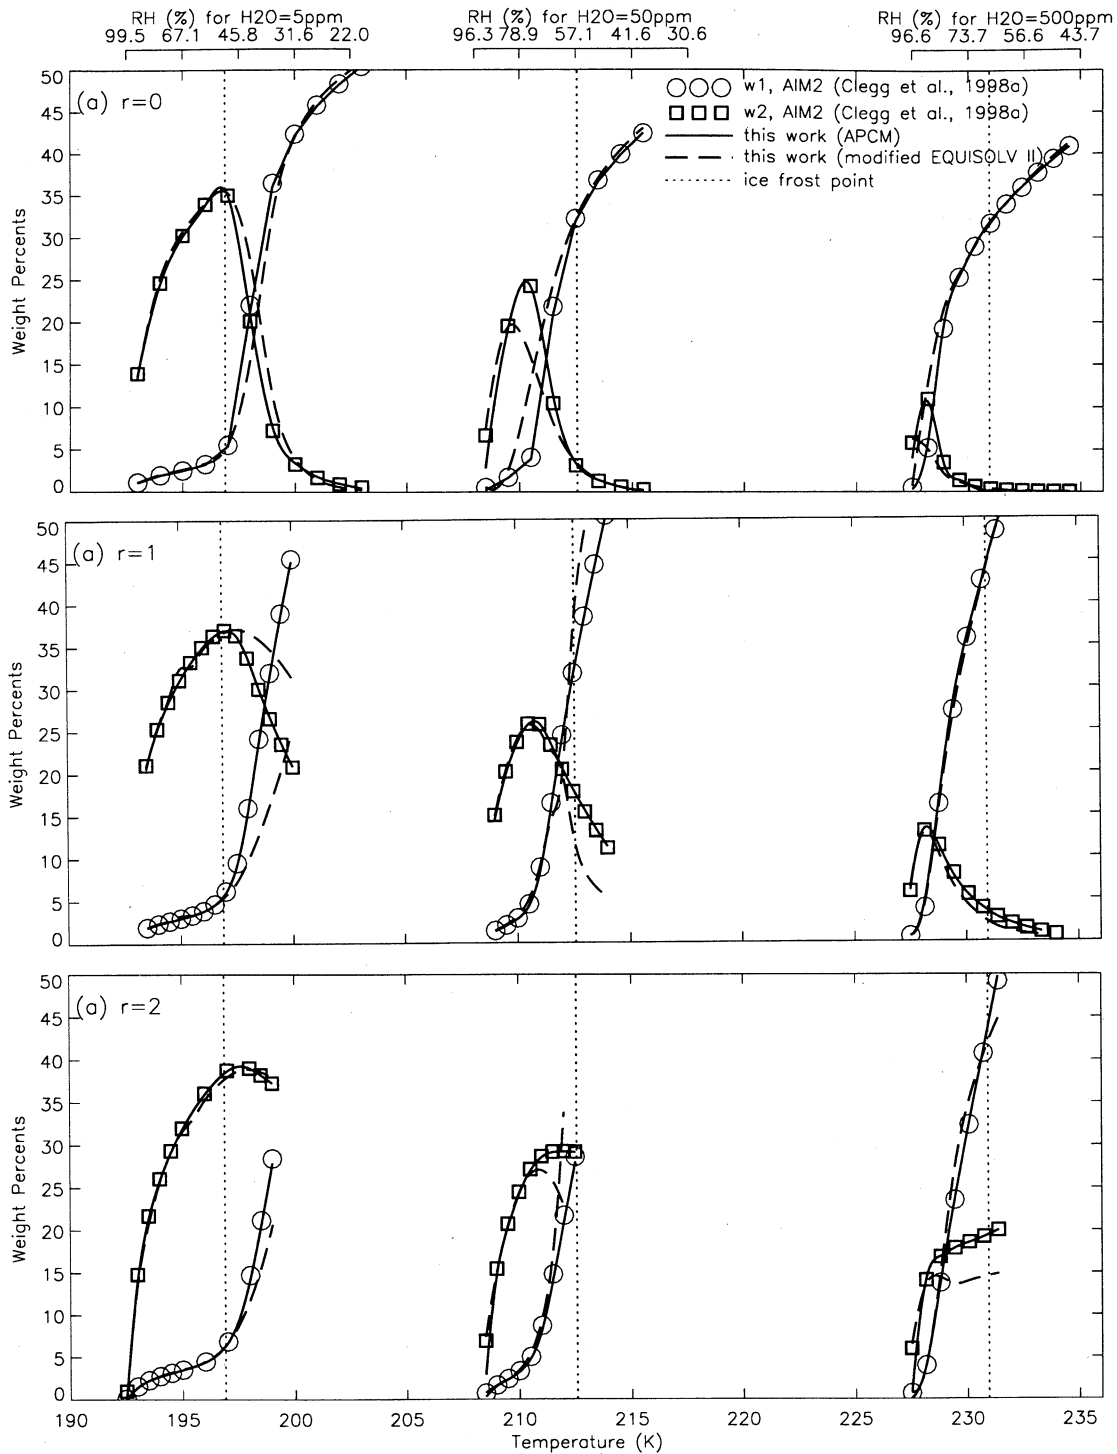 RH (%) for H2O=5ppm RH (%) for H2O=50ppm RH (%) for H2O=500ppm
99.5 67.1 45.8 31.6 22.0 96.3 78.9 57.1 41.6 30.6 96.6 73.7 56.6 43.7
(a) r=0
w1, AIM2 (Clegg et al., 1998a)
w2, AIM2 (Clegg et al., 1998a)
this work (APCM)
this work (modified EQUISOLV II)
ice frost point
50
45
40
35
30
25
20
15
10
5
0
Weight Percents
(a) r=1
50
45
40
35
30
25
20
15
10
5
0
Weight Percents
(a) r=2
50
45
40
35
30
25
20
15
10
5
0
Weight Percents
190 195 200 205 210 215 220 225 230 235
Temperature (K)